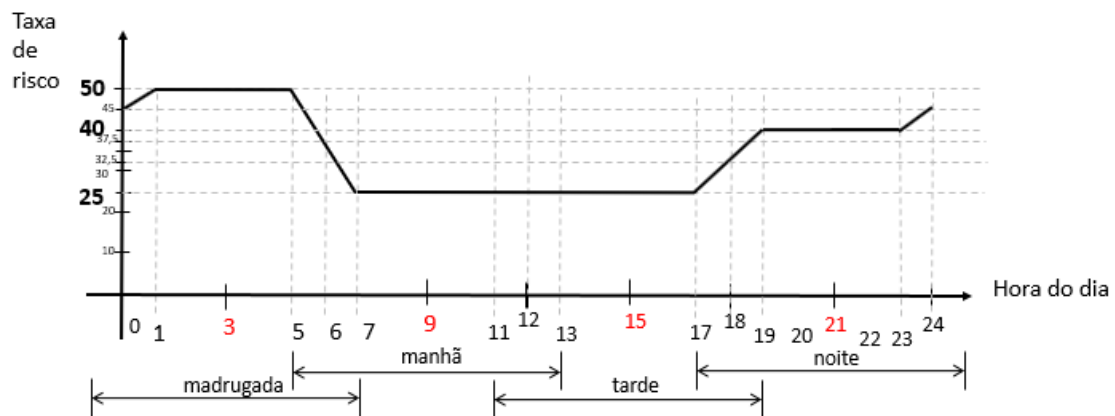 Taxa
de
risco
50
45
40
37,5
32,5
30
25
20
10
Hora do dia
0 1 3 5 6 7 9 11 12 13 15 17 18 19 20 21 22 23 24
manhã
noite
madrugada
tarde